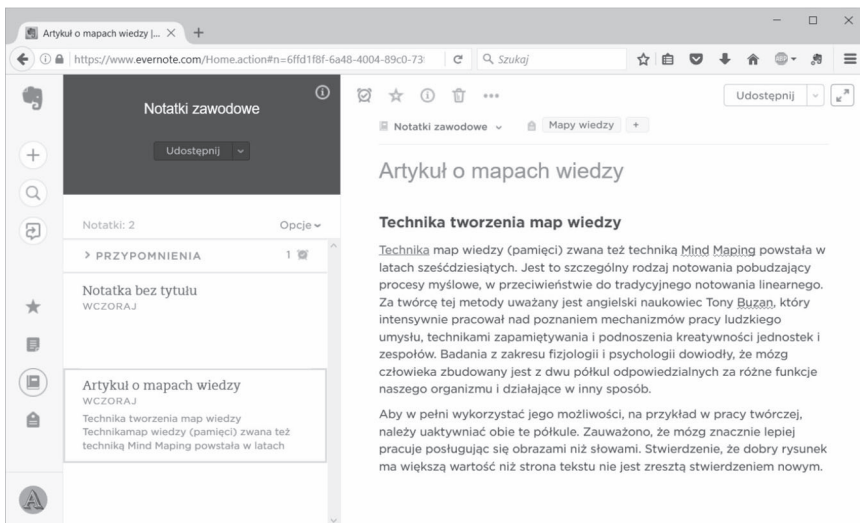 Artykuł o mapach wiedzy |...
https://www.evernote.com/Home.action#n=6ffd1f8f-6a48-4004-89c0-735
Szukaj
Notatki zawodowe
Udostępnij
Notatki: 2
Opcje
PRZYPOMNIENIA 1
Notatka bez tytułu
WCZORAJ
Artykuł o mapach wiedzy
WCZORAJ
Technika tworzenia map wiedzy
Technikamap wiedzy (pamięci) zwana też
techniką Mind Maping powstała w latach
Udostępnij
Notatki zawodowe
Mapy wiedzy
+
Artykuł o mapach wiedzy
Technika tworzenia map wiedzy
Technika map wiedzy (pamięci) zwana też techniką Mind Maping powstała w
latach sześćdziesiątych. Jest to szczególny rodzaj notowania pobudzający
procesy myślowe, w przeciwieństwie do tradycyjnego notowania linearnego.
Za twórcę tej metody uważany jest angielski naukowiec Tony Buzan, który
intensywnie pracował nad poznaniem mechanizmów pracy ludzkiego
umysłu, technikami zapamiętywania i podnoszenia kreatywności jednostek i
zespołów. Badania z zakresu fizjologii i psychologii dowiodły, że mózg
człowieka zbudowany jest z dwu półkul odpowiedzialnych za różne funkcje
naszego organizmu i działające w inny sposób.
Aby w pełni wykorzystać jego możliwości, na przykład w pracy twórczej,
należy uaktywniać obie te półkule. Zauważono, że mózg znacznie lepiej
pracuje posługując się obrazami niż słowami. Stwierdzenie, że dobry rysunek
ma większą wartość niż strona tekstu nie jest zresztą stwierdzeniem nowym.